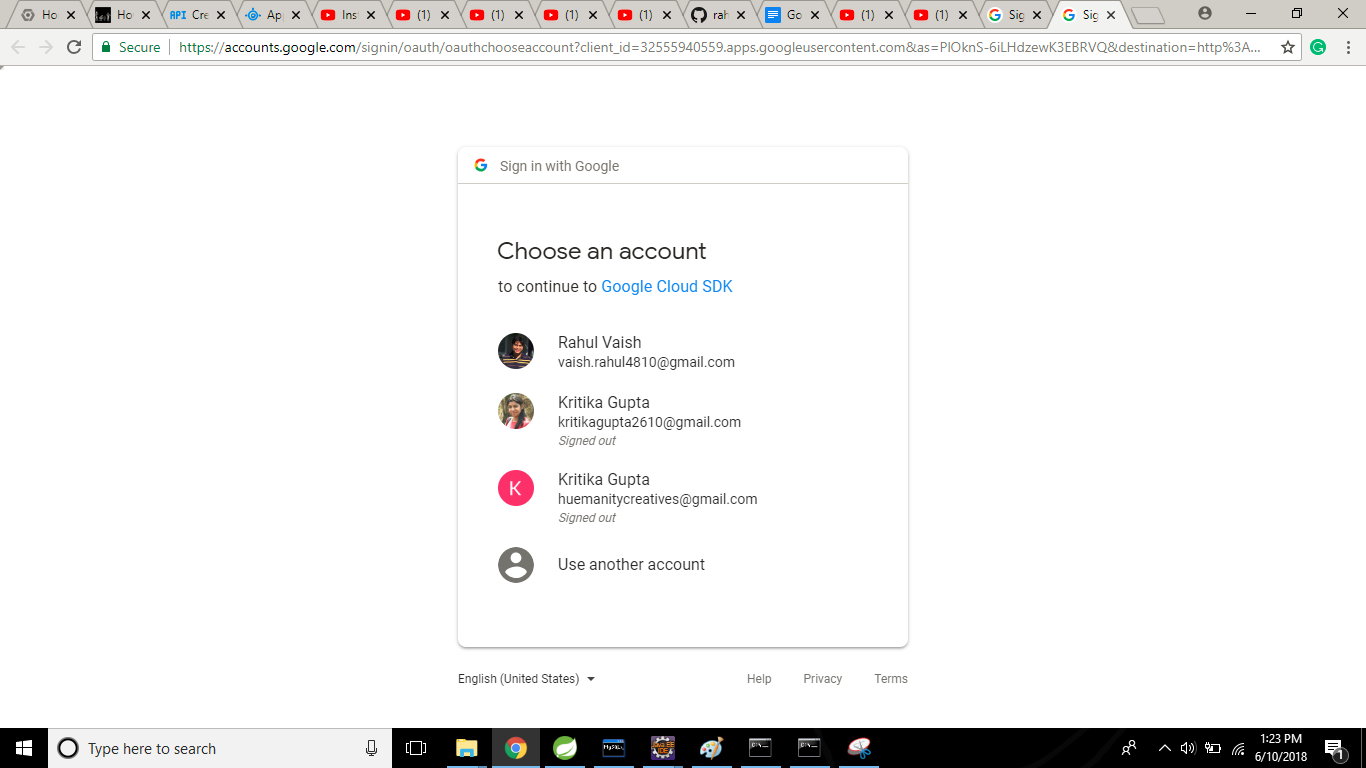 Ho
Ho
API Cre
App
Ins
(1)
(1)
(1)
(1)
rah
Go
(1)
(1)
Sig
Sig
Secure https://accounts.google.com/signin/oauth/oauthchooseaccount?client_id=32555940559.apps.googleusercontent.com&as=PlOknS-6iLHdzewK3EBRVQ&destination=http%3A...
Sign in with Google
Choose an account
to continue to Google Cloud SDK
Rahul Vaish
vaish.rahul4810@gmail.com
Kritika Gupta
kritikagupta2610@gmail.com
Signed out
K
Kritika Gupta
huemanitycreatives@gmail.com
Signed out
Use another account
English (United States)
Help Privacy Terms
Type here to search
MySQL
1:23 PM
6/10/2018
1